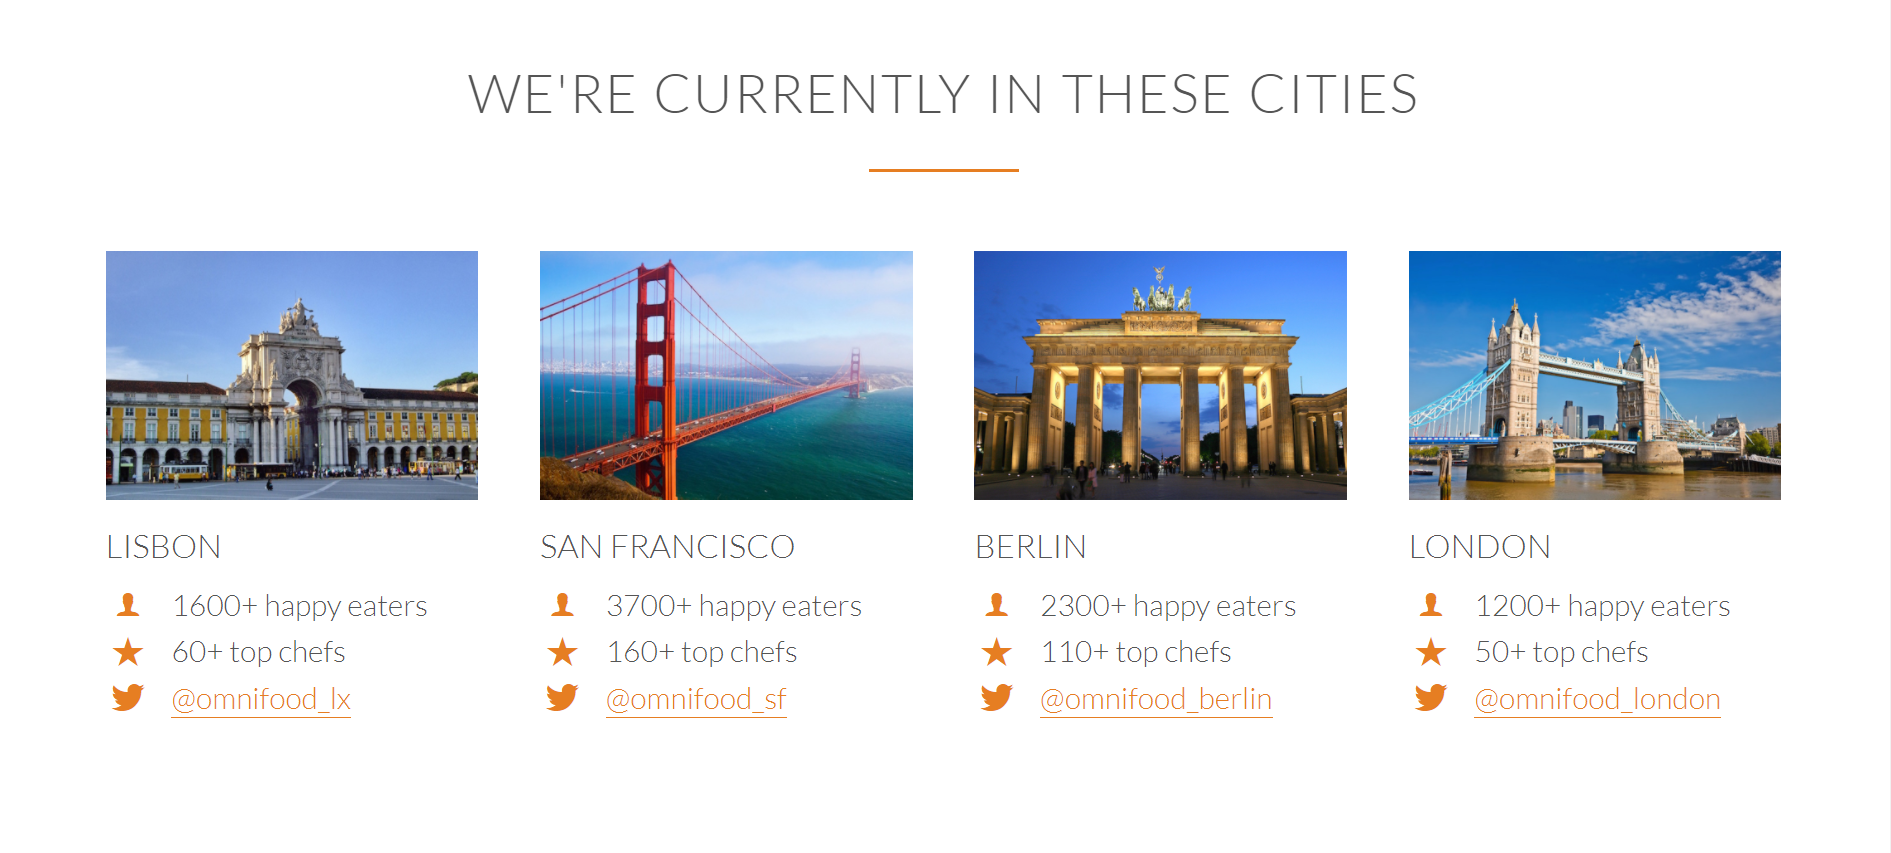 WE'RE CURRENTLY IN THESE CITIES
LISBON
1600+ happy eaters
60+ top chefs
@omnifood_lx
SAN FRANCISCO
3700+ happy eaters
160+ top chefs
@omnifood_sf
BERLIN
2300+ happy eaters
110+ top chefs
@omnifood_berlin
LONDON
1200+ happy eaters
50+ top chefs
@omnifood_london